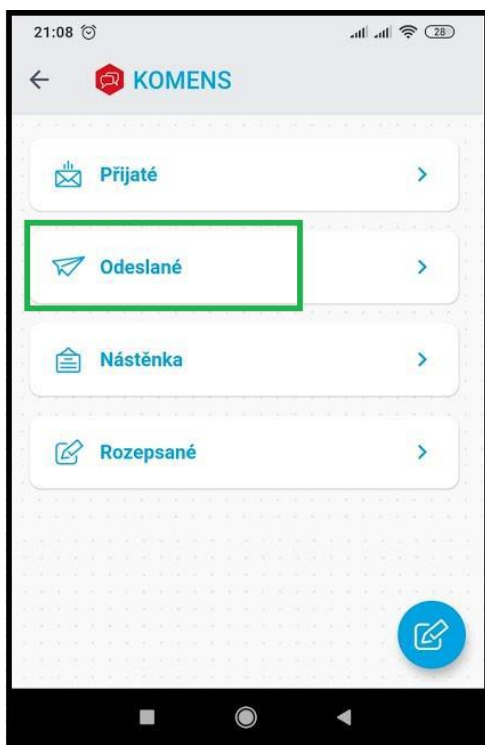 21:08
28
KOMENS
Přijaté
Odeslané
Nástěnka
Rozepsané